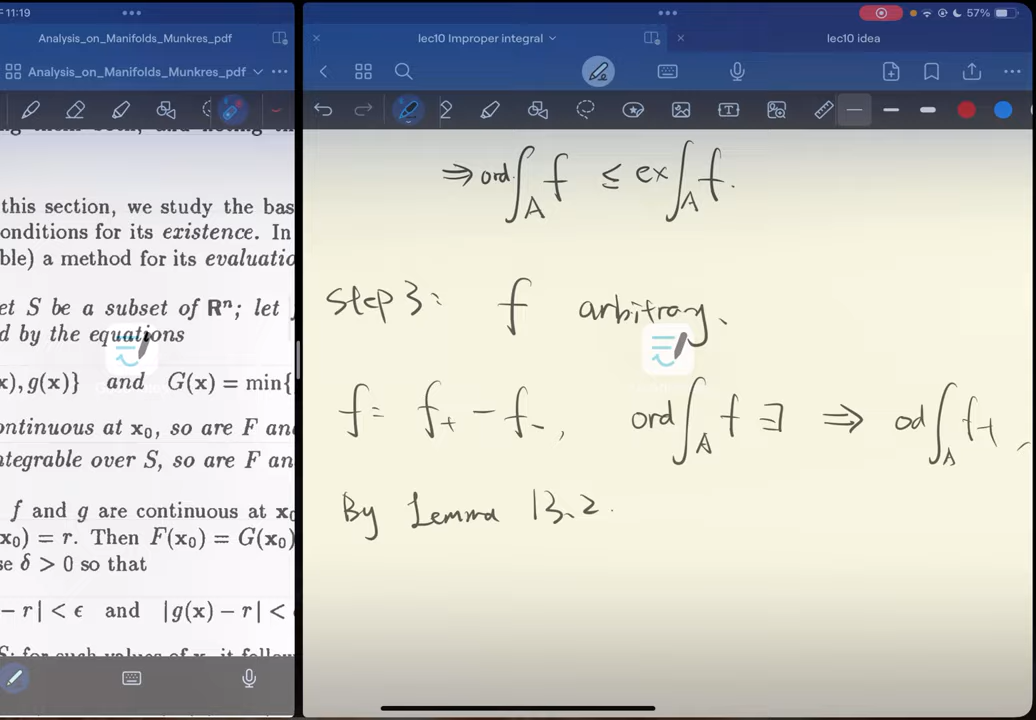 11:19
57%
Analysis_on_Manifolds_Munkres.pdf
lec10 Improper integral
lec10 idea
Analysis_on_Manifolds_Munkres_pdf
this section, we study the bas
onditions for its existence. In
ble) a method for its evaluatio
et S be a subset of Rⁿ; let
d by the equations
x), g(x)} and G(x) = min{
ontinuous at x₀, so are F an
ntegrable over S, so are F an
f and g are continuous at x₀
x₀) = r. Then F(x₀) = G(x₀)
se δ > 0 so that
− r| < ϵ and |g(x) − r| <
⇒ ord ∫_A f ≤ ex ∫_A f.
Step 3: f arbitrary.
f = f₊ − f₋, ord ∫_A f ∃ ⇒ od ∫_A f₊,
By Lemma 13.2.